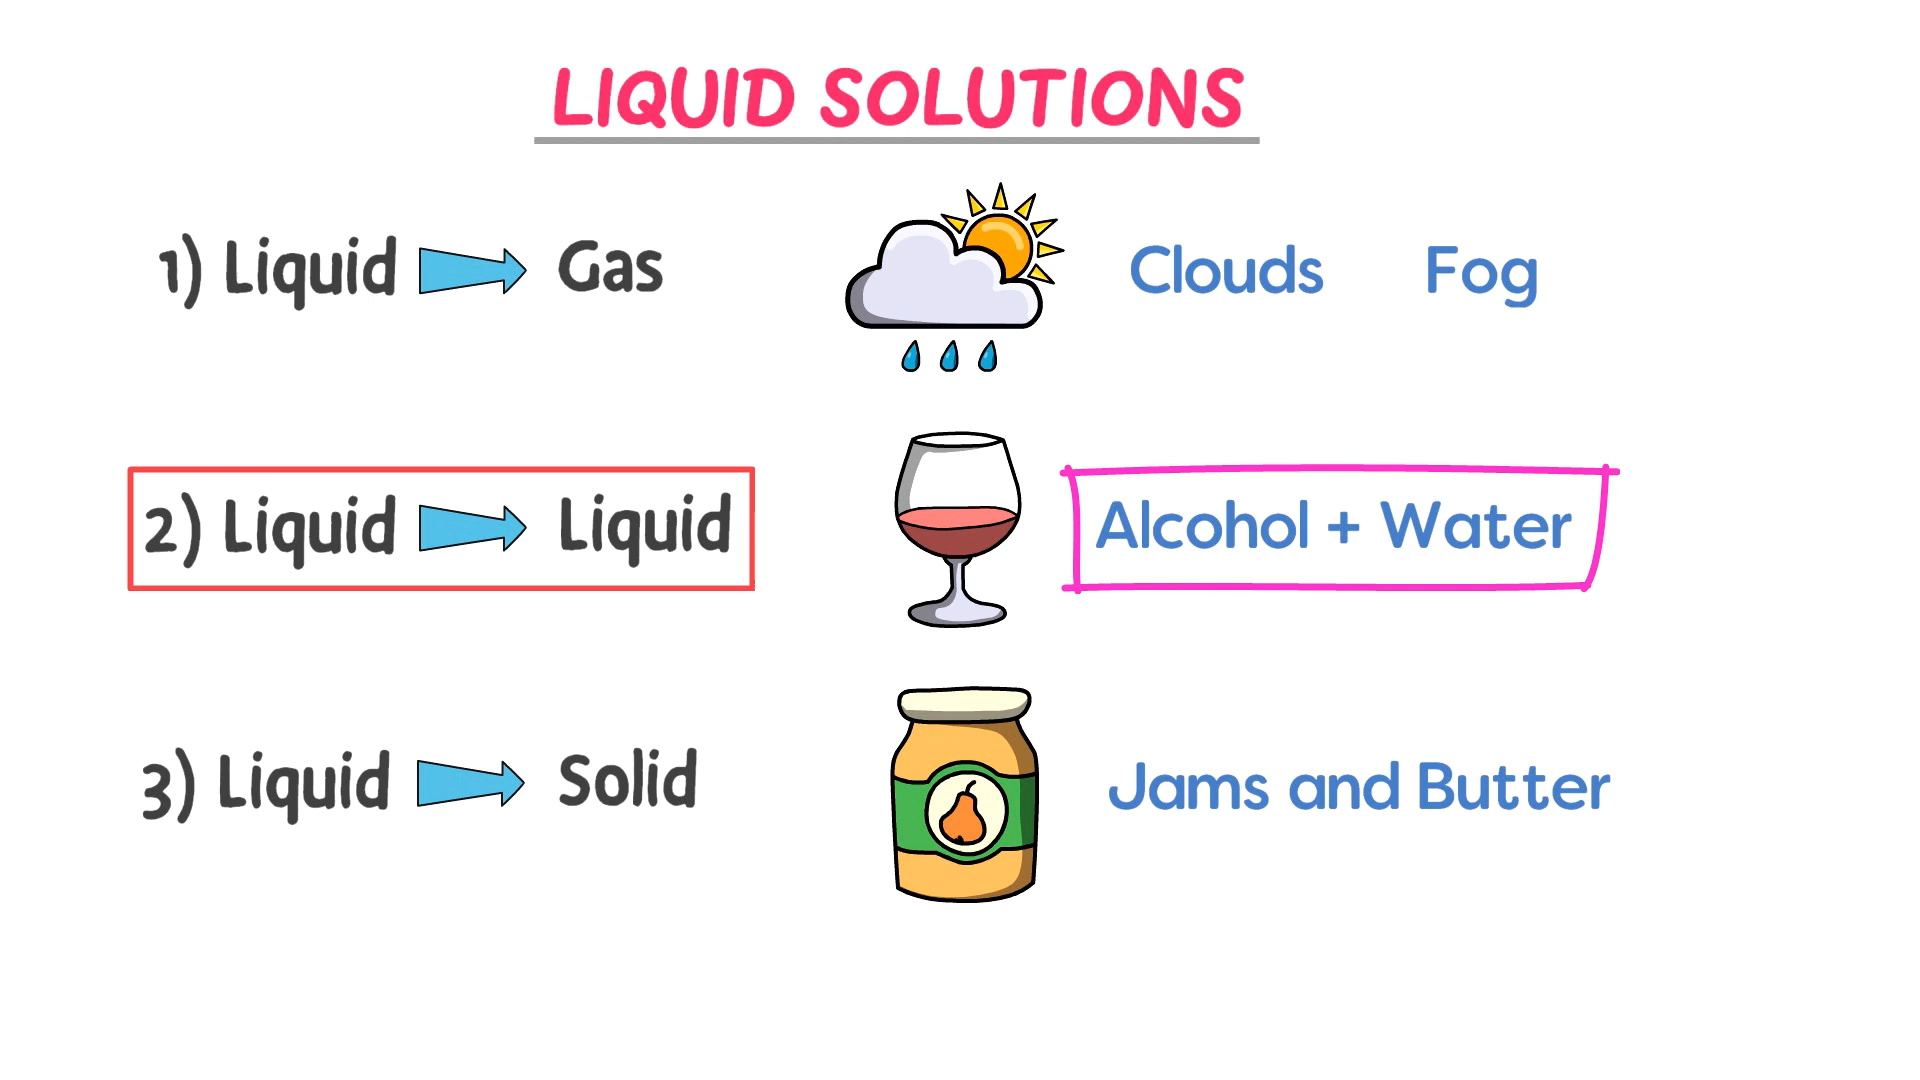 LIQUID SOLUTIONS
1) Liquid Gas Clouds Fog
2) Liquid Liquid Alcohol + Water
3) Liquid Solid Jams and Butter